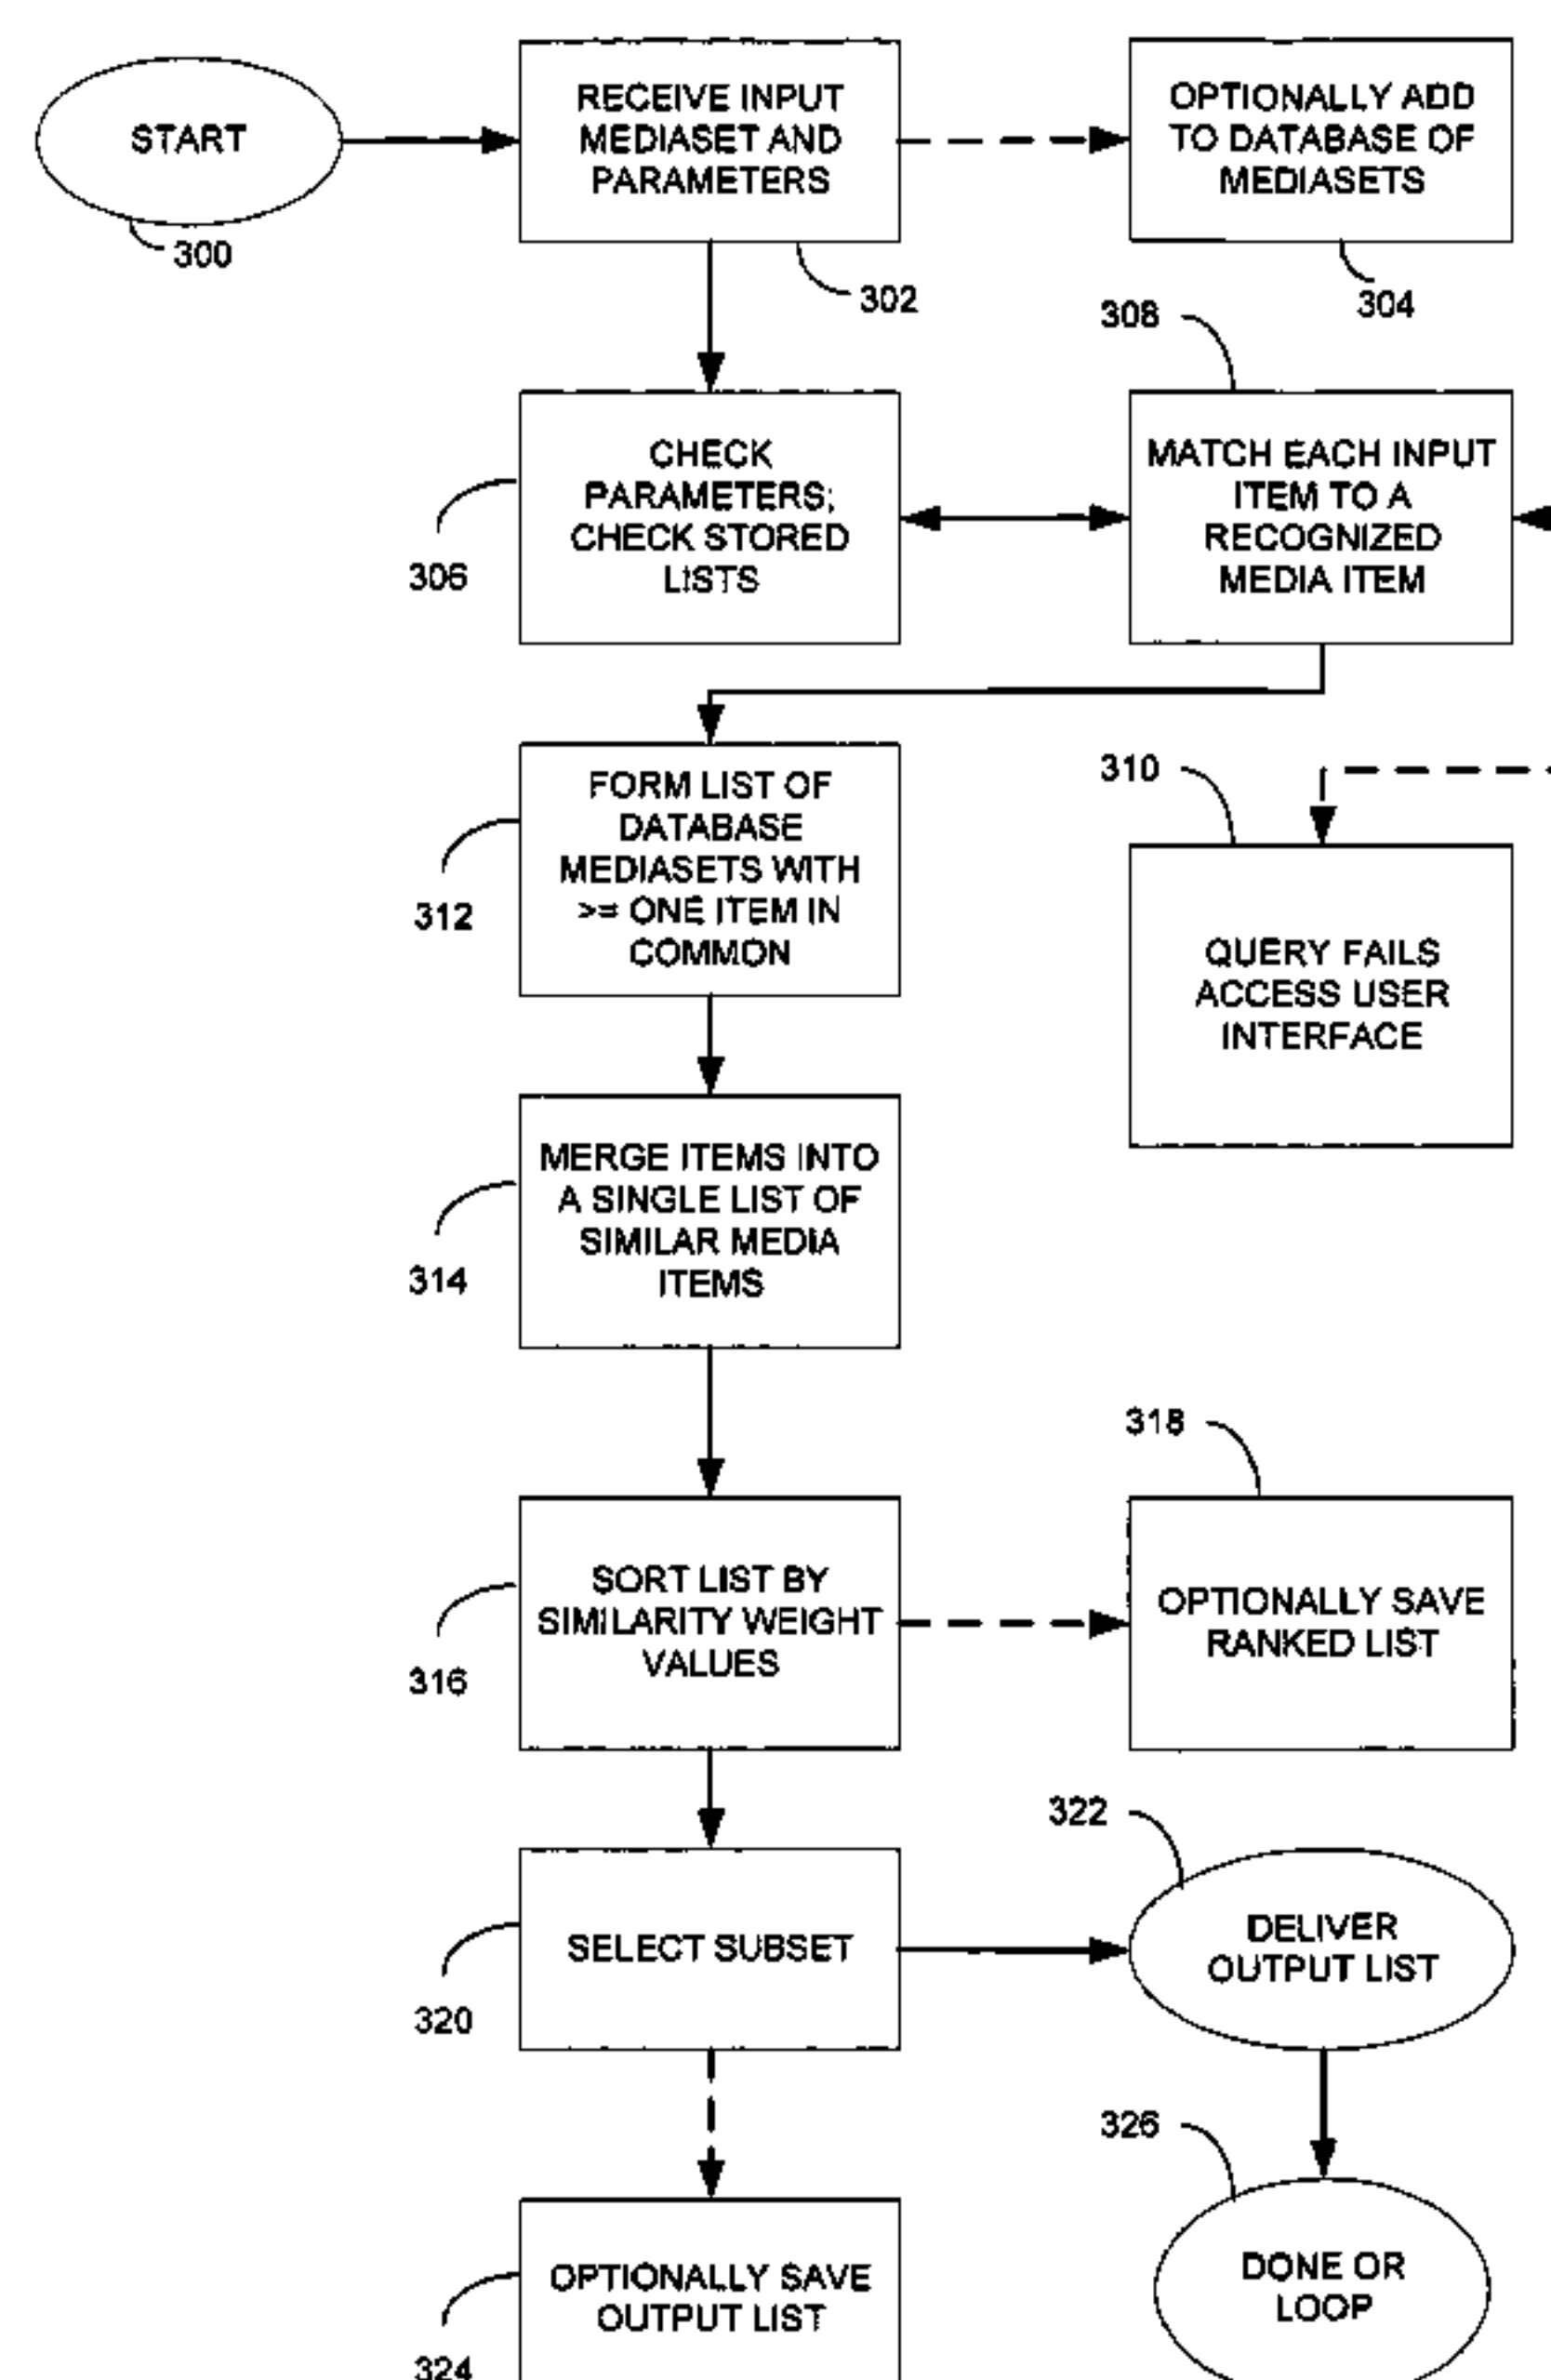 START
300
RECEIVE INPUT
MEDIASET AND
PARAMETERS
302
OPTIONALLY ADD
TO DATABASE OF
MEDIASETS
304
CHECK
PARAMETERS;
CHECK STORED
LISTS
306
308
MATCH EACH INPUT
ITEM TO A
RECOGNIZED
MEDIA ITEM
310
QUERY FAILS
ACCESS USER
INTERFACE
FORM LIST OF
DATABASE
MEDIASETS WITH
>= ONE ITEM IN
COMMON
312
MERGE ITEMS INTO
A SINGLE LIST OF
SIMILAR MEDIA
ITEMS
314
SORT LIST BY
SIMILARITY WEIGHT
VALUES
316
318
OPTIONALLY SAVE
RANKED LIST
SELECT SUBSET
320
322
DELIVER
OUTPUT LIST
OPTIONALLY SAVE
OUTPUT LIST
324
326
DONE OR
LOOP